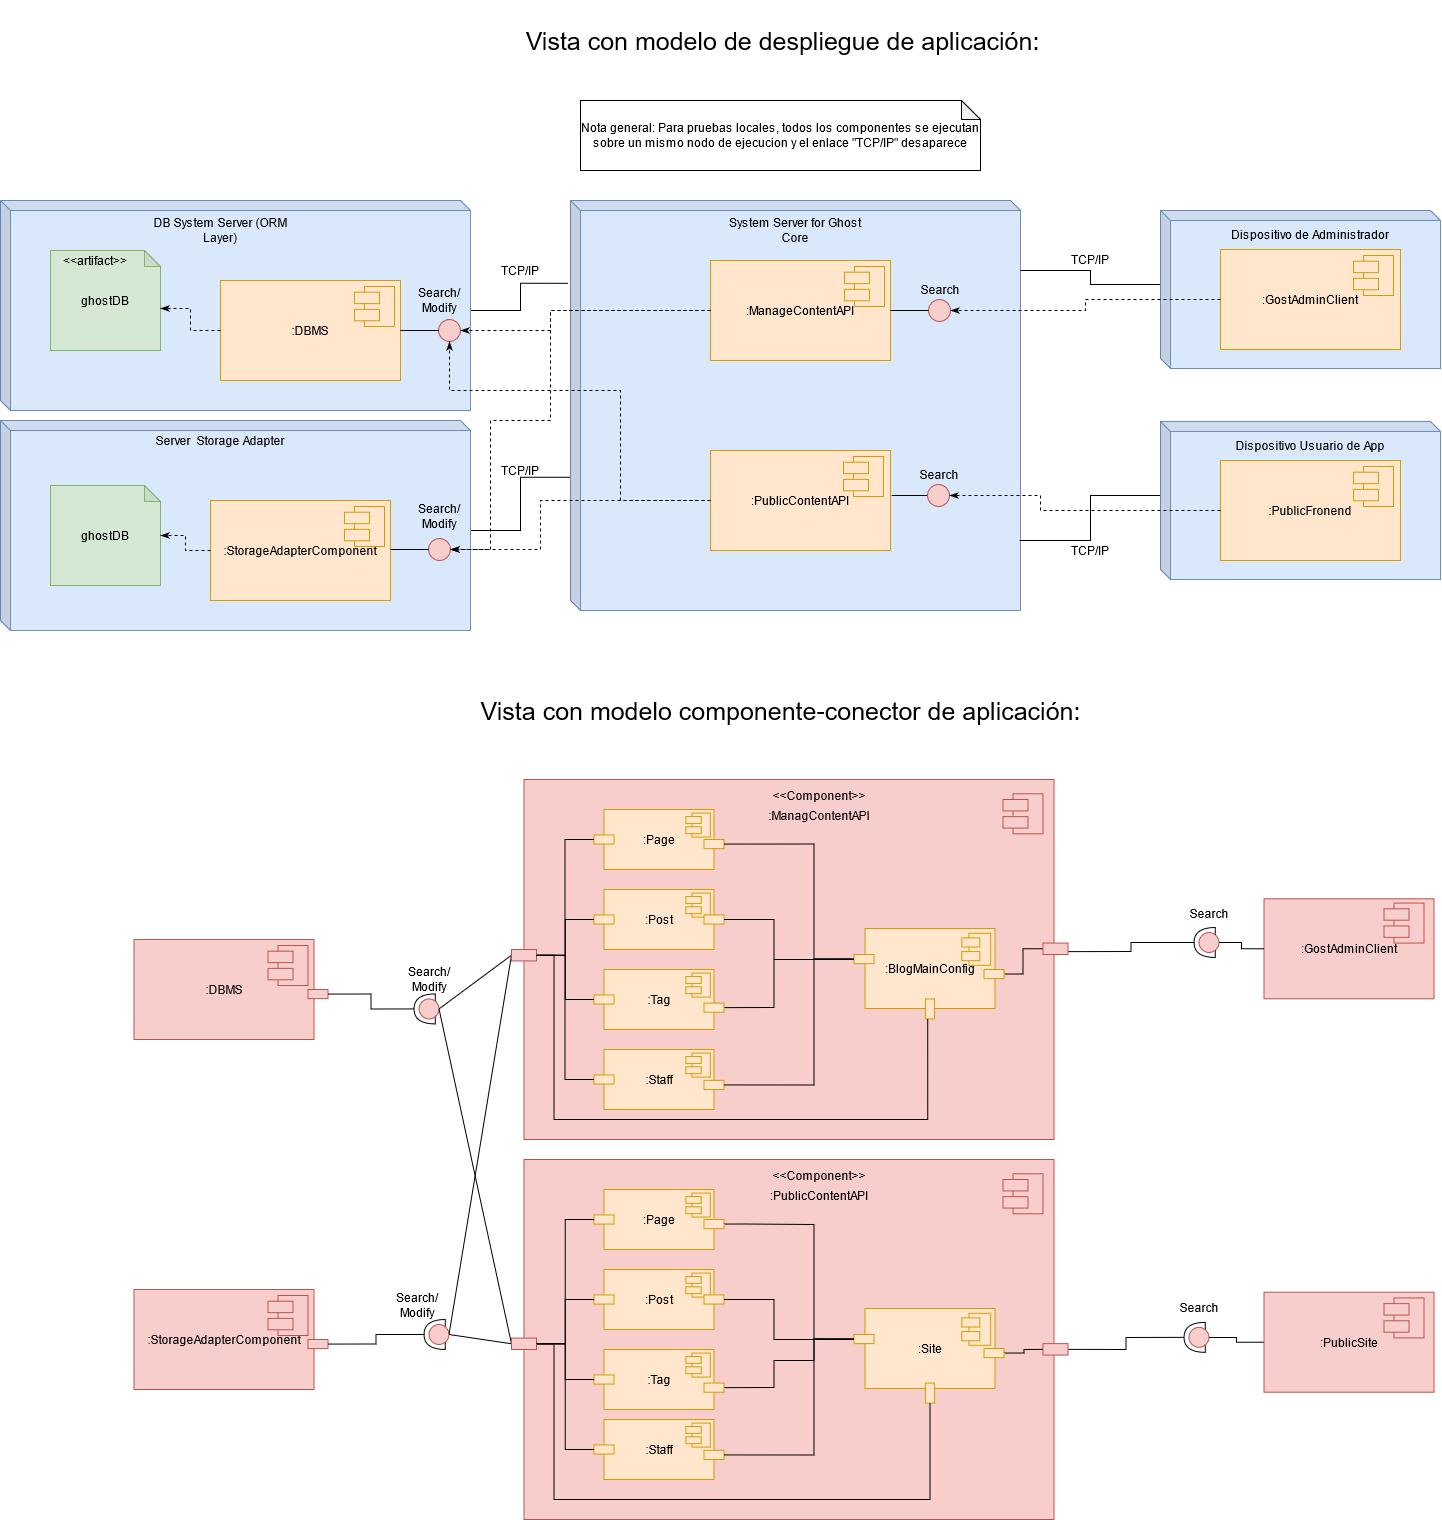 Vista con modelo de despliegue de aplicación:
Nota general: Para pruebas locales, todos los componentes se ejecutan
sobre un mismo nodo de ejecucion y el enlace "TCP/IP" desaparece
DB System Server (ORM
Layer)
<<artifact>>
ghostDB
:DBMS
Search/
Modify
TCP/IP
System Server for Ghost
Core
:ManageContentAPI
Search
TCP/IP
Dispositivo de Administrador
:GostAdminClient
Server Storage Adapter
ghostDB
:StorageAdapterComponent
Search/
Modify
TCP/IP
:PublicContentAPI
Search
TCP/IP
Dispositivo Usuario de App
:PublicFronend
Vista con modelo componente-conector de aplicación:
<<Component>>
:ManagContentAPI
:Page
:Post
:Tag
:Staff
:BlogMainConfig
Search
:GostAdminClient
:DBMS
Search/
Modify
<<Component>>
:PublicContentAPI
:Page
:Post
:Tag
:Staff
:Site
Search
:PublicSite
:StorageAdapterComponent
Search/
Modify